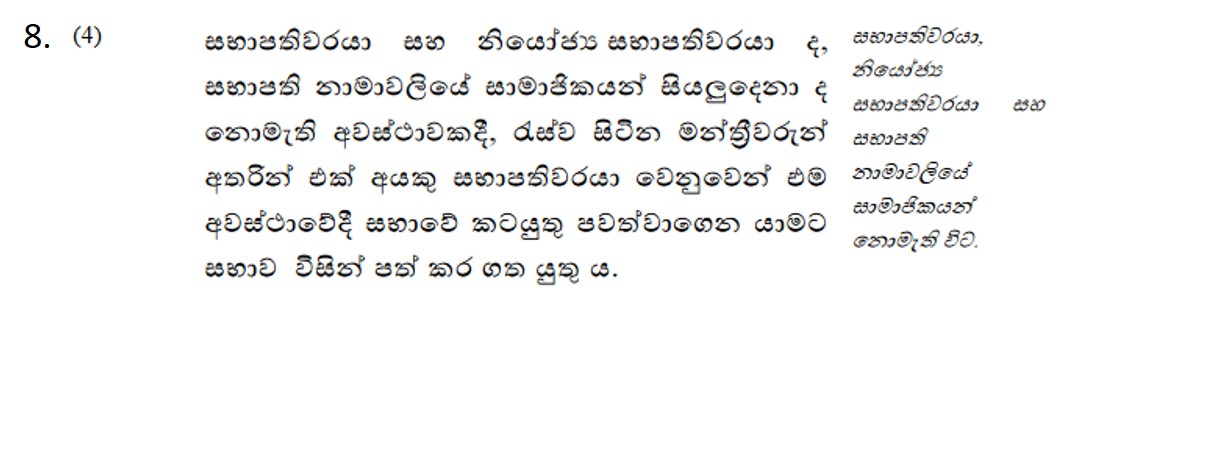 8. (4)
සභාපතිවරයා සහ නියෝජ්‍ය සභාපතිවරයා ද,
සභාපති නාමාවලියේ සාමාජිකයන් සියලුදෙනා ද
නොමැති අවස්ථාවකදී, රැස්ව සිටින මන්ත්‍රීවරුන්
අතරින් එක් අයකු සභාපතිවරයා වෙනුවෙන් එම
අවස්ථාවේදී සභාවේ කටයුතු පවත්වාගෙන යාමට
සභාව විසින් පත් කර ගත යුතු ය.
සභාපතිවරයා,
නියෝජ්‍ය
සභාපතිවරයා සහ
සභාපති
නාමාවලියේ
සාමාජිකයන්
නොමැති විට.